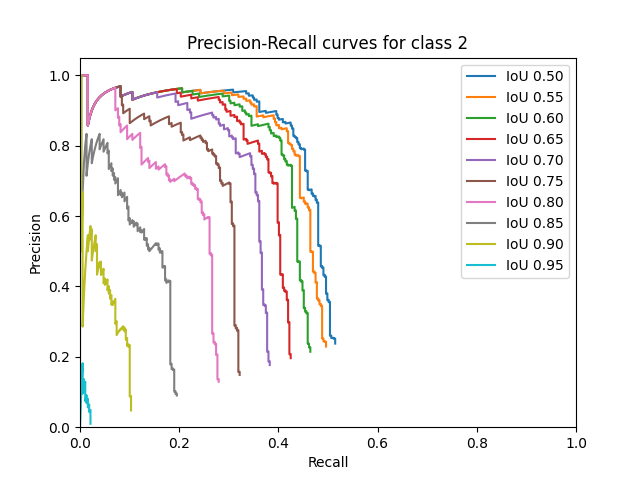 Precision-Recall curves for class 2
1.0
0.8
0.6
0.4
0.2
0.0
Precision
0.0 0.2 0.4 0.6 0.8 1.0
Recall
IoU 0.50
IoU 0.55
IoU 0.60
IoU 0.65
IoU 0.70
IoU 0.75
IoU 0.80
IoU 0.85
IoU 0.90
IoU 0.95